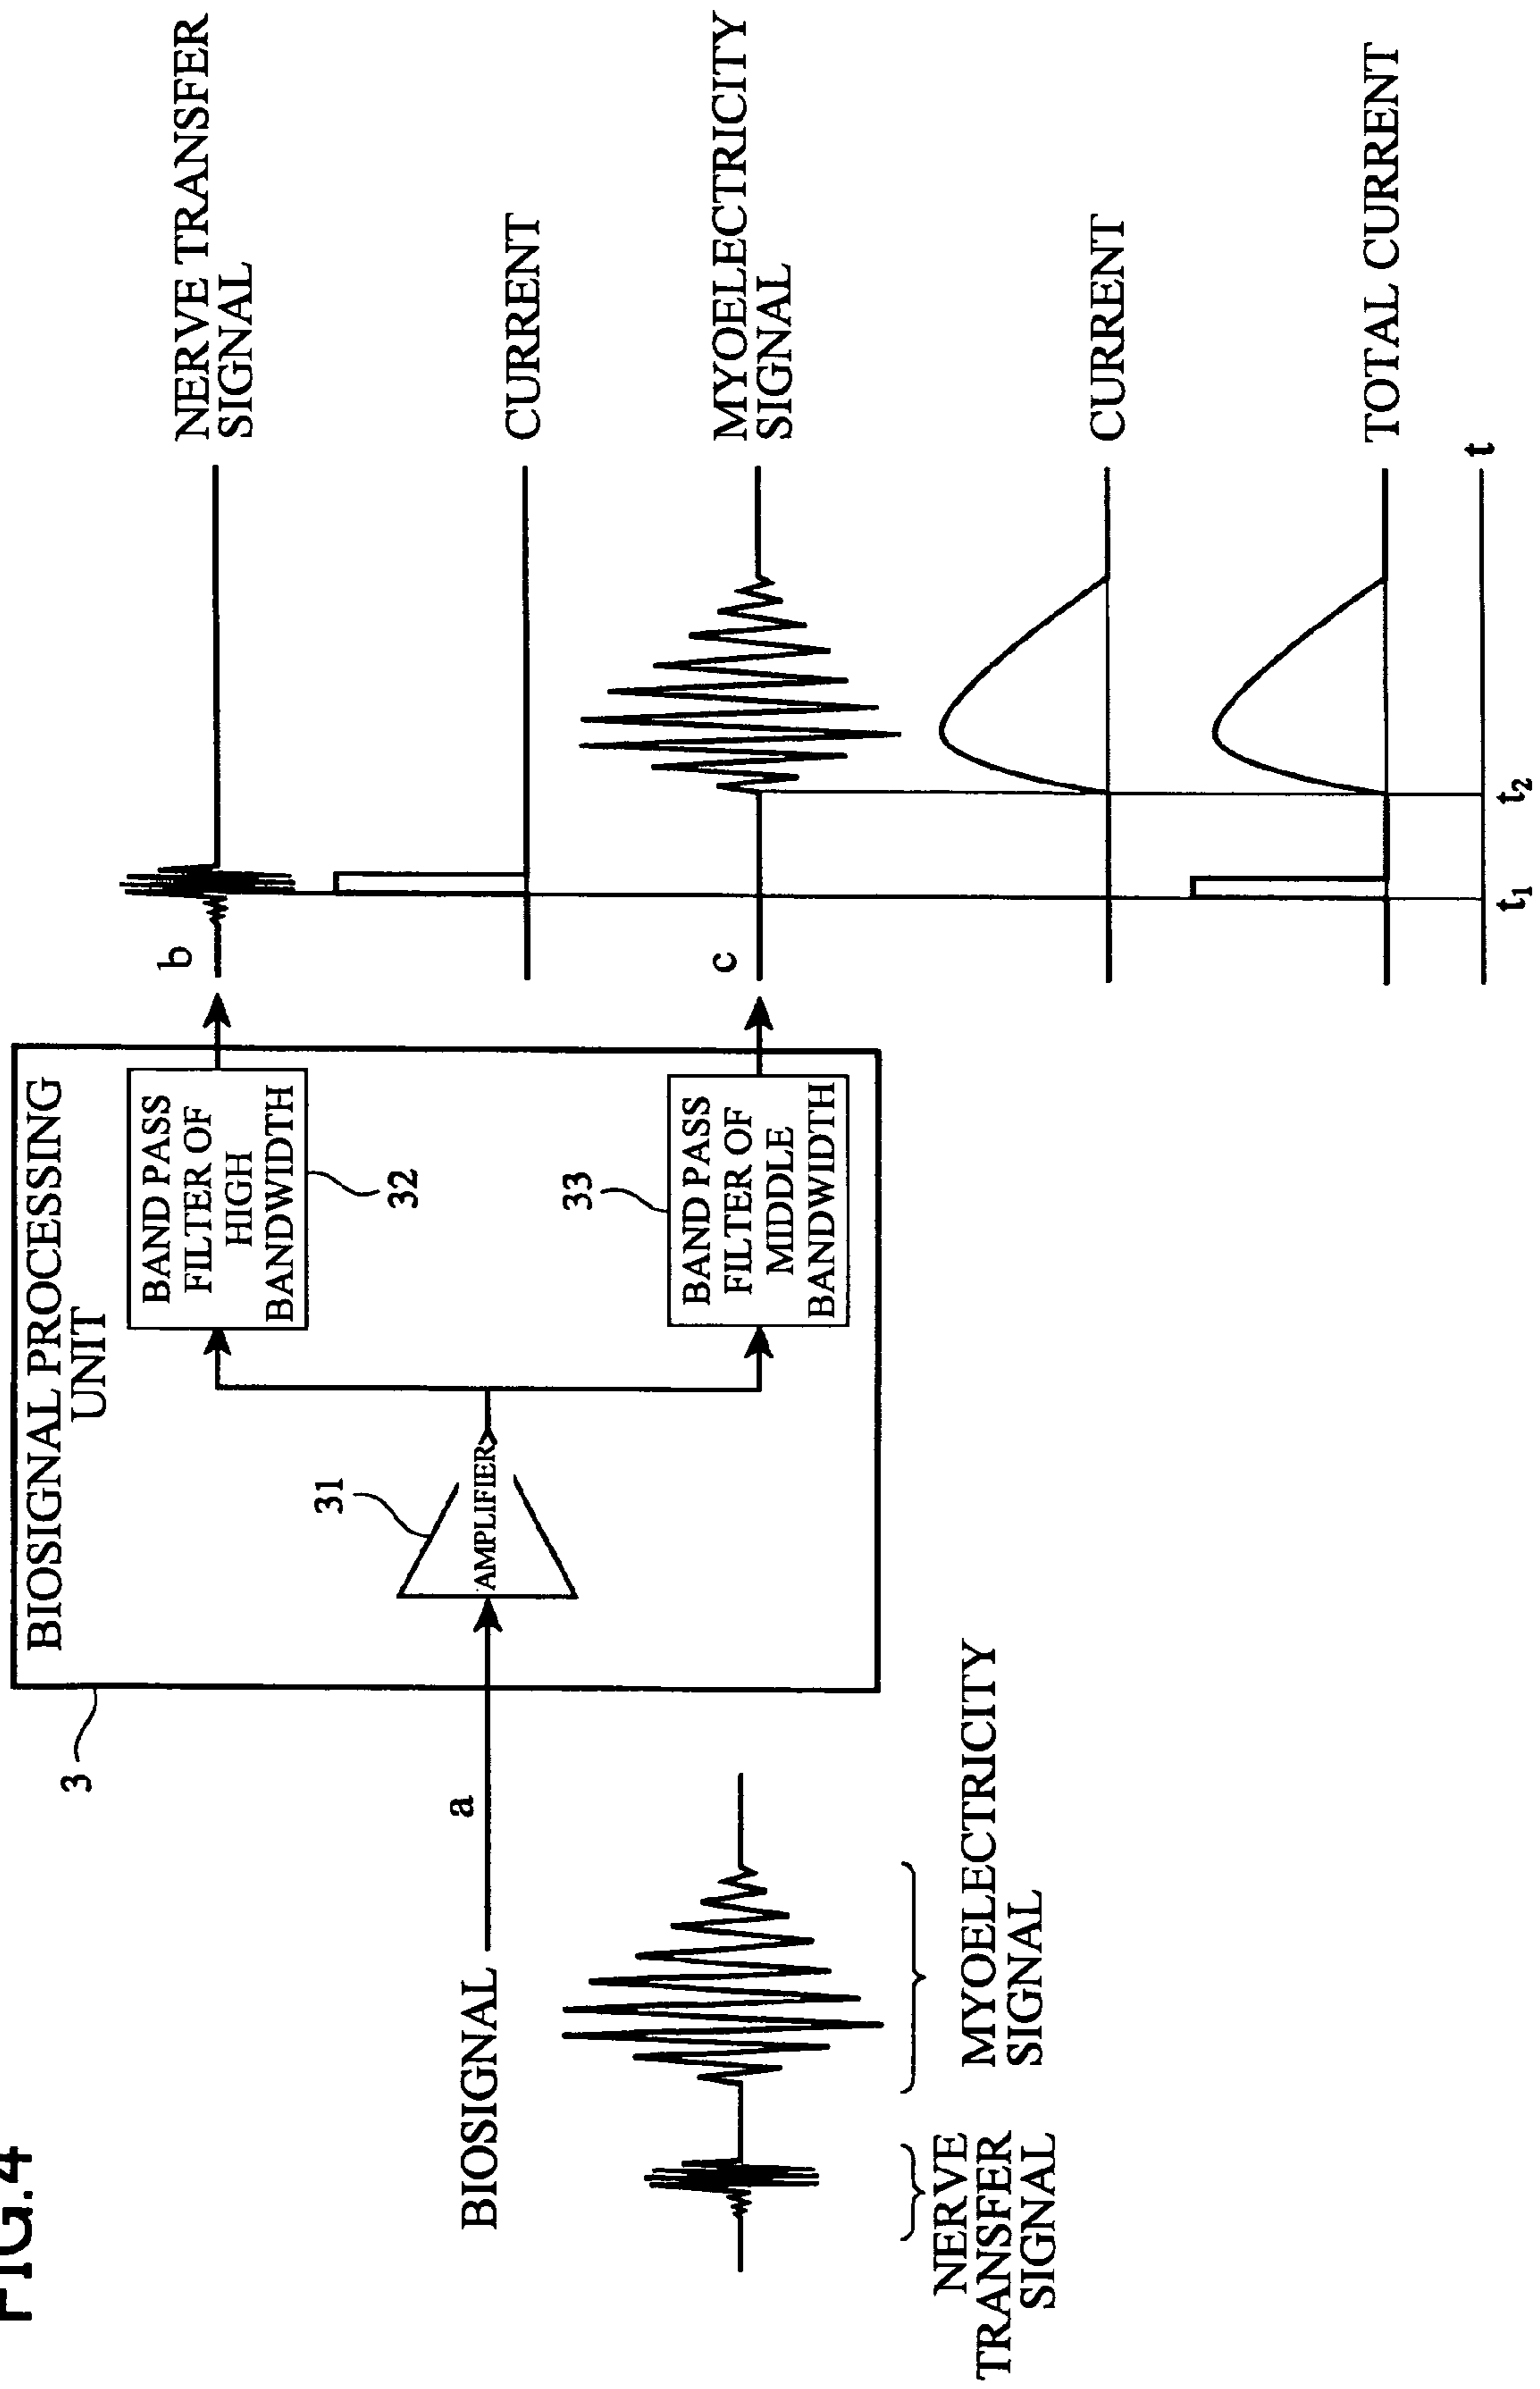 FIG.4
BIOSIGNAL PROCESSING
UNIT
3
BIOSIGNAL
a
NERVE
TRANSFER
SIGNAL
MYOELECTRICITY
SIGNAL
31
AMPLIFIER
BAND PASS
FILTER OF
HIGH
BANDWIDTH
32
33
BAND PASS
FILTER OF
MIDDLE
BANDWIDTH
b
NERVE TRANSFER
SIGNAL
CURRENT
c
MYOELECTRICITY
SIGNAL
CURRENT
TOTAL CURRENT
t1
t2
t